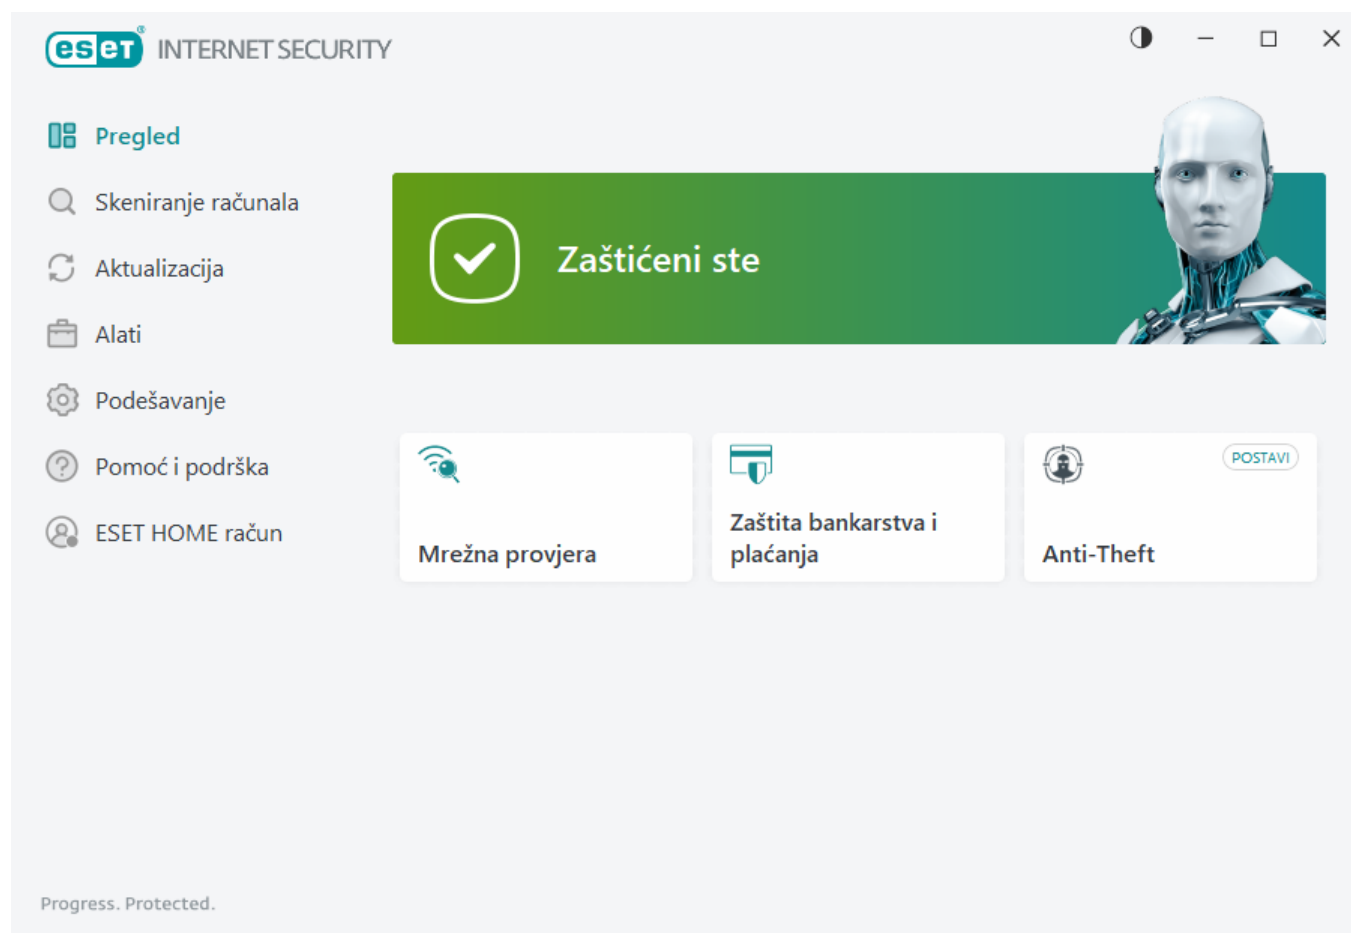 eset® INTERNET SECURITY
Pregled
Skeniranje računala
Aktualizacija
Alati
Podešavanje
Pomoć i podrška
ESET HOME račun
Zaštićeni ste
Mrežna provjera
Zaštita bankarstva i
plaćanja
POSTAVI
Anti-Theft
Progress. Protected.